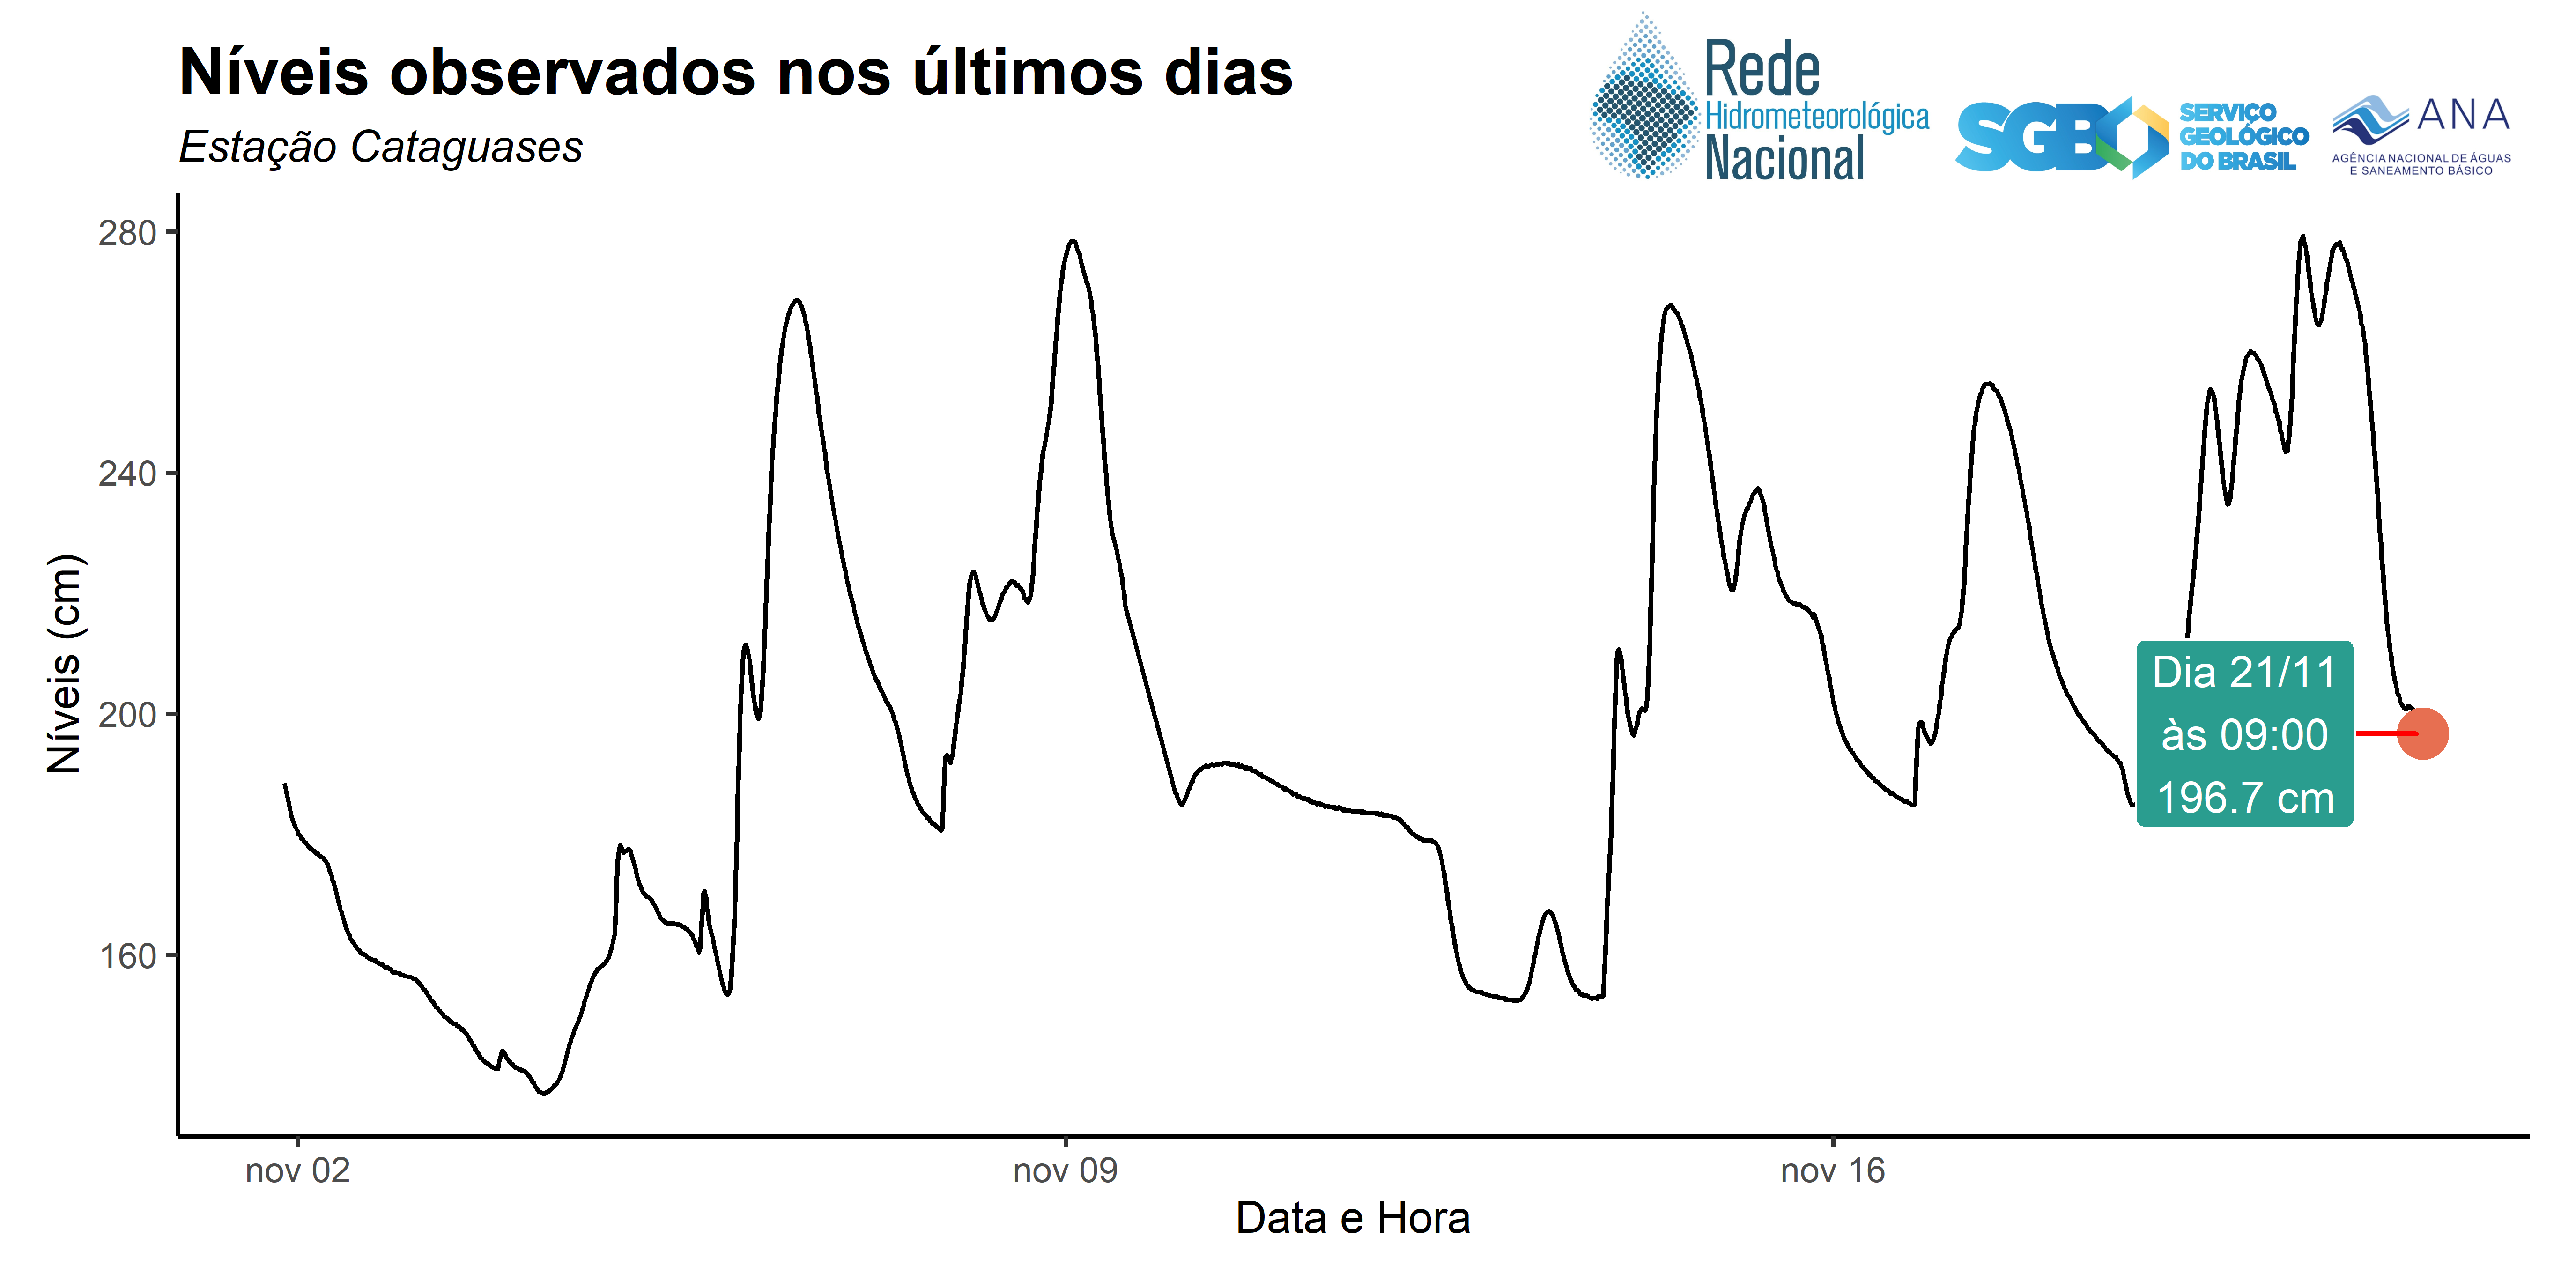 Níveis observados nos últimos dias
Estação Cataguases
Rede
Hidrometeorológica
Nacional
SGB
SERVIÇO
GEOLÓGICO
DO BRASIL
ANA
AGÊNCIA NACIONAL DE ÁGUAS
E SANEAMENTO BÁSICO
280
240
200
160
Níveis (cm)
Dia 21/11
às 09:00
196.7 cm
nov 02
nov 09
nov 16
Data e Hora